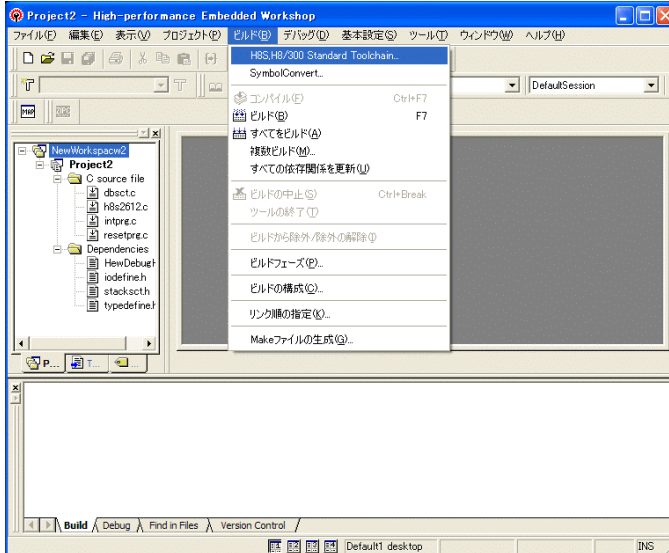 Project2 - High-performance Embedded Workshop
ファイル(F) 編集(E) 表示(V) プロジェクト(P) ビルド(B) デバッグ(D) 基本設定(S) ツール(T) ウィンドウ(W) ヘルプ(H)
H8S,H8/300 Standard Toolchain...
SymbolConvert...
DefaultSession
コンパイル(F) Ctrl+F7
ビルド(B) F7
すべてをビルド(A)
複数ビルド(M)...
すべての依存関係を更新(U)
ビルドの中止(S) Ctrl+Break
ツールの終了(T)
ビルドから除外/除外の解除(I)
ビルドフェーズ(P)...
ビルドの構成(C)...
リンク順の指定(K)...
Makeファイルの生成(G)...
MAP
NewWorkspacw2
Project2
C source file
dbsct.c
h8s2612.c
intprg.c
resetprg.c
Dependencies
HewDebugH
iodefine.h
stacksct.h
typedefine.h
P... T... ...
Build Debug Find in Files Version Control
Default1 desktop INS